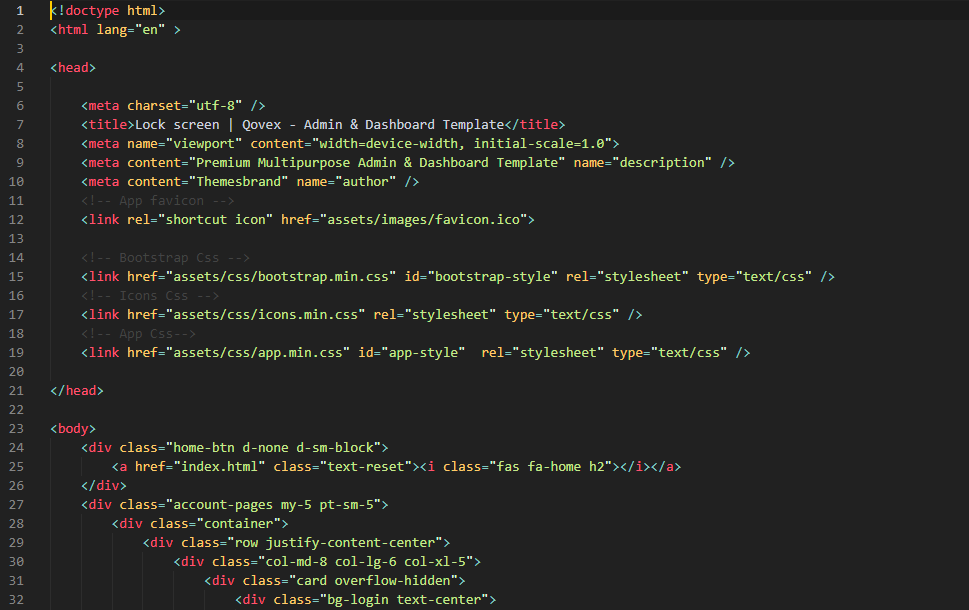 1 <!doctype html>
2 <html lang="en" >
3
4 <head>
5
6     <meta charset="utf-8" />
7     <title>Lock screen | Qovex - Admin & Dashboard Template</title>
8     <meta name="viewport" content="width=device-width, initial-scale=1.0">
9     <meta content="Premium Multipurpose Admin & Dashboard Template" name="description" />
10     <meta content="Themesbrand" name="author" />
11     <!-- App favicon -->
12     <link rel="shortcut icon" href="assets/images/favicon.ico">
13
14     <!-- Bootstrap Css -->
15     <link href="assets/css/bootstrap.min.css" id="bootstrap-style" rel="stylesheet" type="text/css" />
16     <!-- Icons Css -->
17     <link href="assets/css/icons.min.css" rel="stylesheet" type="text/css" />
18     <!-- App Css-->
19     <link href="assets/css/app.min.css" id="app-style"  rel="stylesheet" type="text/css" />
20
21 </head>
22
23 <body>
24     <div class="home-btn d-none d-sm-block">
25         <a href="index.html" class="text-reset"><i class="fas fa-home h2"></i></a>
26     </div>
27     <div class="account-pages my-5 pt-sm-5">
28         <div class="container">
29             <div class="row justify-content-center">
30                 <div class="col-md-8 col-lg-6 col-xl-5">
31                     <div class="card overflow-hidden">
32                         <div class="bg-login text-center">